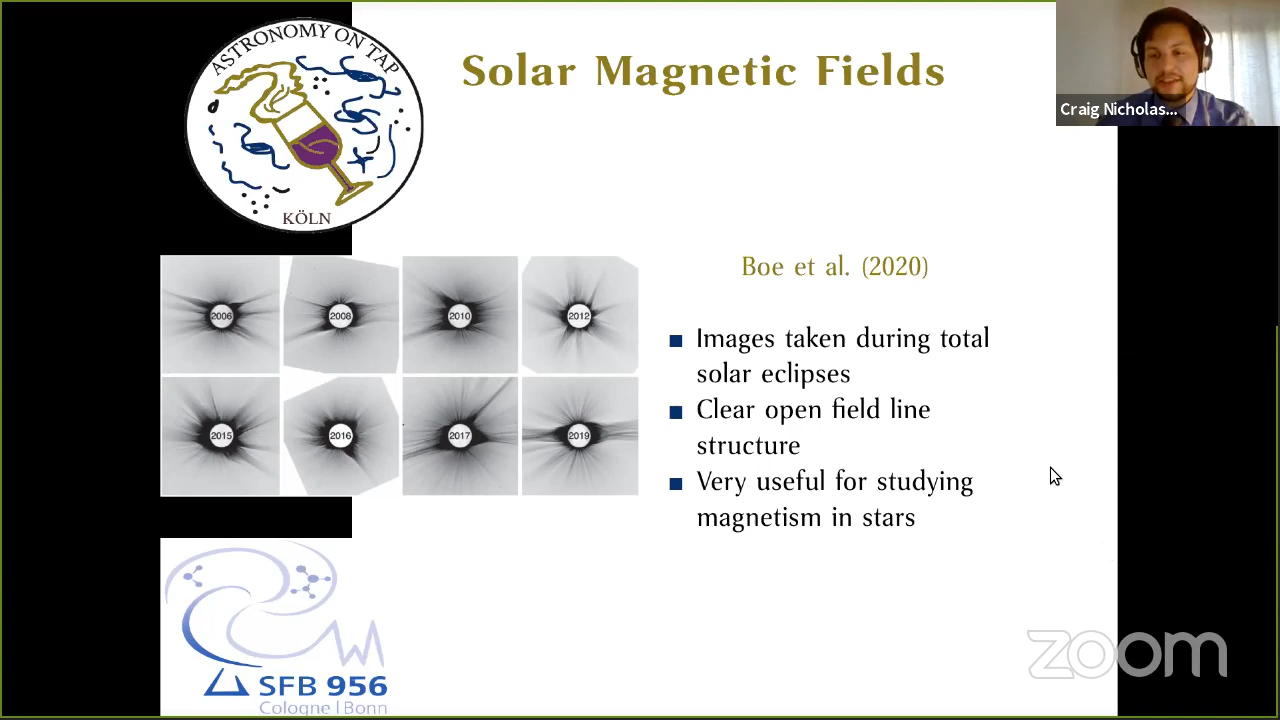 ASTRONOMY ON TAP
KÖLN
Solar Magnetic Fields
Craig Nicholas...
2006
2008
2010
2012
2015
2016
2017
2019
Boe et al. (2020)
■ Images taken during total
solar eclipses
■ Clear open field line
structure
■ Very useful for studying
magnetism in stars
SFB 956
Cologne | Bonn
zoom